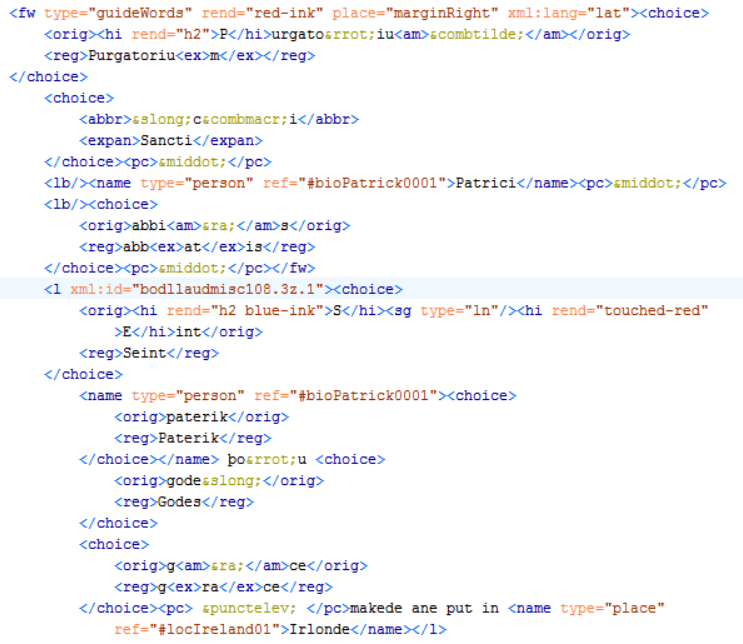 <fw type="guideWords" rend="red-ink" place="marginRight" xml:lang="lat"><choice>
<orig><hi rend="h2">P</hi>urgato&rrot;iu<am>&combtilde;</am></orig>
<reg>Purgatoriu<ex>m</ex></reg>
</choice>
<choice>
<abbr>&slong;c&combmacr;i</abbr>
<expan>Sancti</expan>
</choice><pc>&middot;</pc>
<lb/><name type="person" ref="#bioPatrick0001">Patrici</name><pc>&middot;</pc>
<lb/><choice>
<orig>abbi<am>&ra;</am>s</orig>
<reg>abb<ex>at</ex>is</reg>
</choice><pc>&middot;</pc></fw>
<l xml:id="bodllaudmisc108.3z.1"><choice>
<orig><hi rend="h2 blue-ink">S</hi><sg type="ln"/><hi rend="touched-red"
>E</hi>int</orig>
<reg>Seint</reg>
</choice>
<name type="person" ref="#bioPatrick0001"><choice>
<orig>paterik</orig>
<reg>Paterik</reg>
</choice></name> þo&rrot;u <choice>
<orig>gode&slong;</orig>
<reg>Godes</reg>
</choice>
<choice>
<orig>g<am>&ra;</am>ce</orig>
<reg>g<ex>ra</ex>ce</reg>
</choice><pc> &punctelev; </pc>makede ane put in <name type="place"
ref="#locIreland01">Irlonde</name></l>